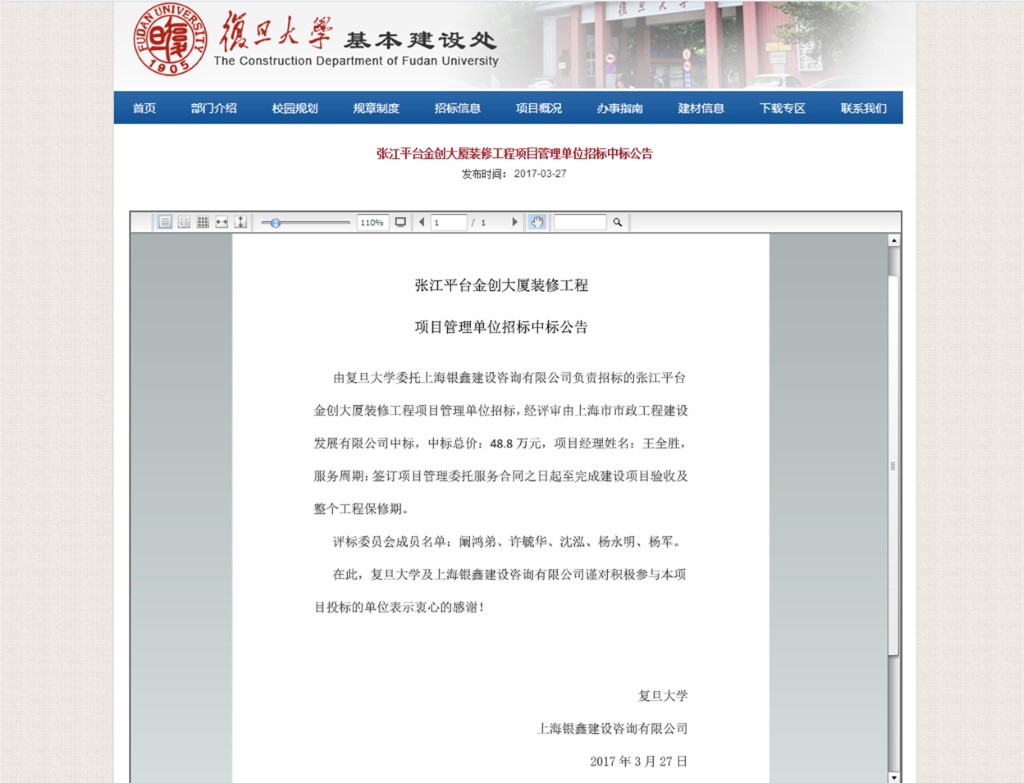 FUDAN UNIVERSITY
1905
復旦大學 基本建设处
The Construction Department of Fudan University
首页 部门介绍 校园规划 规章制度 招标信息 项目概况 办事指南 建材信息 下载专区 联系我们
张江平台金创大厦装修工程项目管理单位招标中标公告
发布时间： 2017-03-27
110% 1 / 1
张江平台金创大厦装修工程
项目管理单位招标中标公告
由复旦大学委托上海银鑫建设咨询有限公司负责招标的张江平台
金创大厦装修工程项目管理单位招标，经评审由上海市市政工程建设
发展有限公司中标，中标总价：48.8 万元，项目经理姓名：王全胜，
服务周期：签订项目管理委托服务合同之日起至完成建设项目验收及
整个工程保修期。
评标委员会成员名单：阚鸿弟、许毓华、沈泓、杨永明、杨军。
在此，复旦大学及上海银鑫建设咨询有限公司谨对积极参与本项
目投标的单位表示衷心的感谢！
复旦大学
上海银鑫建设咨询有限公司
2017 年 3 月 27 日